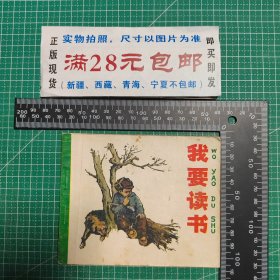 正版现货
实物拍照，尺寸以图片为准
满28元包邮
（新疆、西藏、青海、宁夏不包邮）
即买即发
我要读书
WO YAO DU SHU